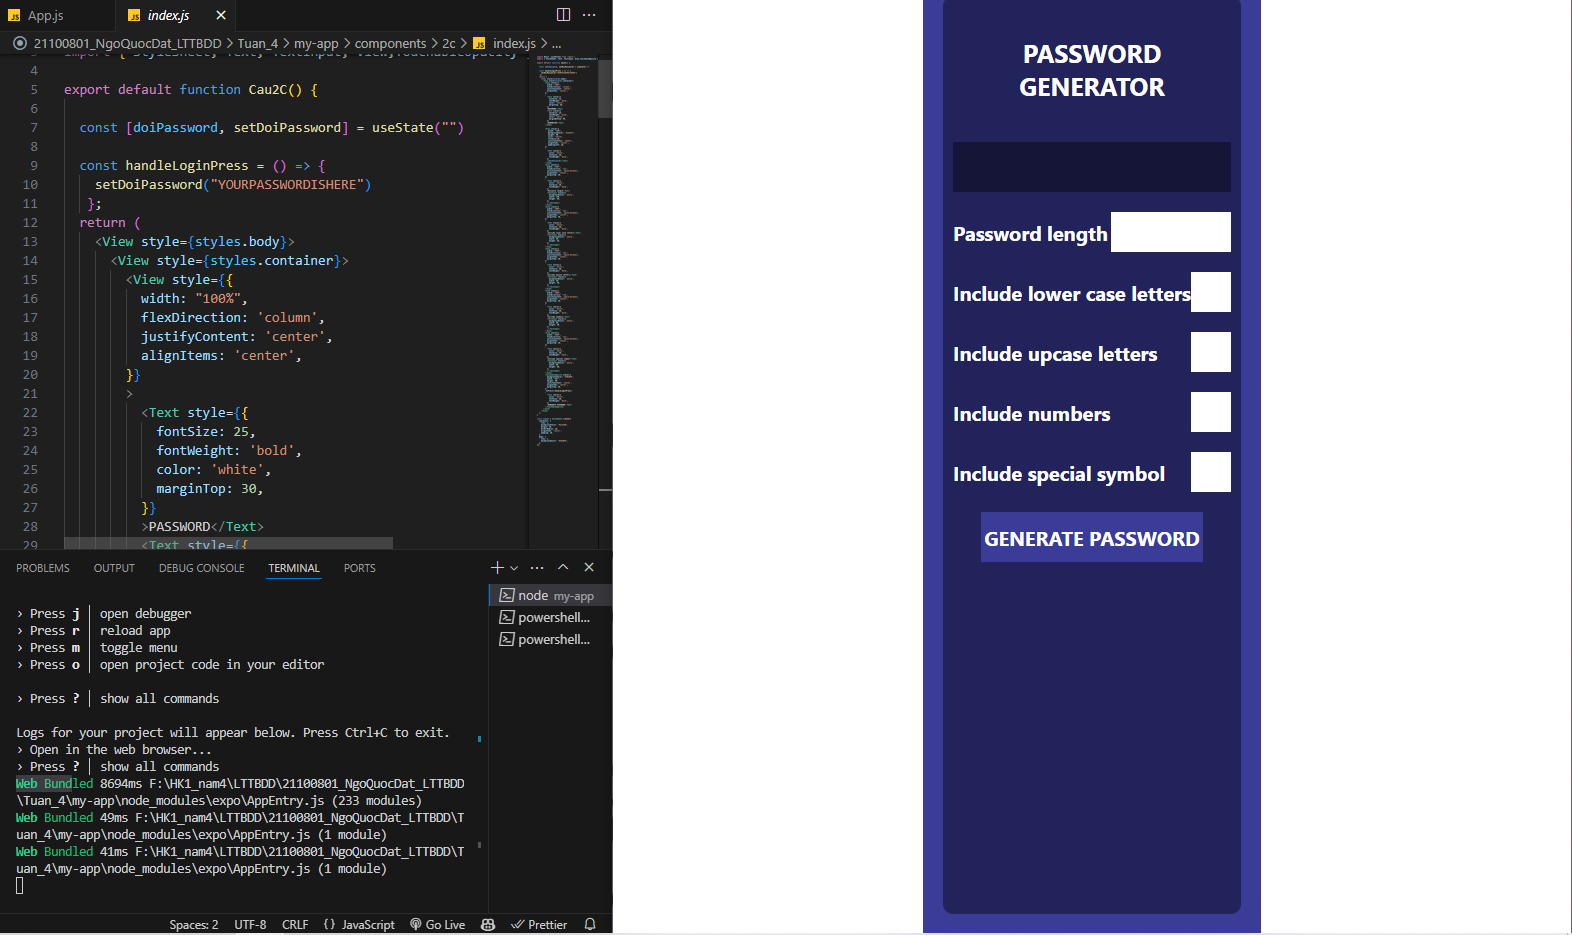 App.js
index.js
21100801_NgoQuocDat_LTTBDD > Tuan_4 > my-app > components > 2c > index.js > ...
4
5 export default function Cau2C() {
6
7 const [doiPassword, setDoiPassword] = useState("")
8
9 const handleLoginPress = () => {
10 setDoiPassword("YOURPASSWORDISHERE")
11 };
12 return (
13 <View style={styles.body}>
14 <View style={styles.container}>
15 <View style={{
16 width: "100%",
17 flexDirection: 'column',
18 justifyContent: 'center',
19 alignItems: 'center',
20 }}
21 >
22 <Text style={{
23 fontSize: 25,
24 fontWeight: 'bold',
25 color: 'white',
26 marginTop: 30,
27 }}
28 >PASSWORD</Text>
29 <Text style={{
PROBLEMS OUTPUT DEBUG CONSOLE TERMINAL PORTS
› Press j │ open debugger
› Press r │ reload app
› Press m │ toggle menu
› Press o │ open project code in your editor
› Press ? │ show all commands
Logs for your project will appear below. Press Ctrl+C to exit.
› Open in the web browser...
› Press ? │ show all commands
Web Bundled 8694ms F:\HK1_nam4\LTTBDD\21100801_NgoQuocDat_LTTBDD
\Tuan_4\my-app\node_modules\expo\AppEntry.js (233 modules)
Web Bundled 49ms F:\HK1_nam4\LTTBDD\21100801_NgoQuocDat_LTTBDD\T
uan_4\my-app\node_modules\expo\AppEntry.js (1 module)
Web Bundled 41ms F:\HK1_nam4\LTTBDD\21100801_NgoQuocDat_LTTBDD\T
uan_4\my-app\node_modules\expo\AppEntry.js (1 module)
node my-app
powershell...
powershell...
Spaces: 2 UTF-8 CRLF {} JavaScript Go Live Prettier
PASSWORD
GENERATOR
Password length
Include lower case letters
Include upcase letters
Include numbers
Include special symbol
GENERATE PASSWORD